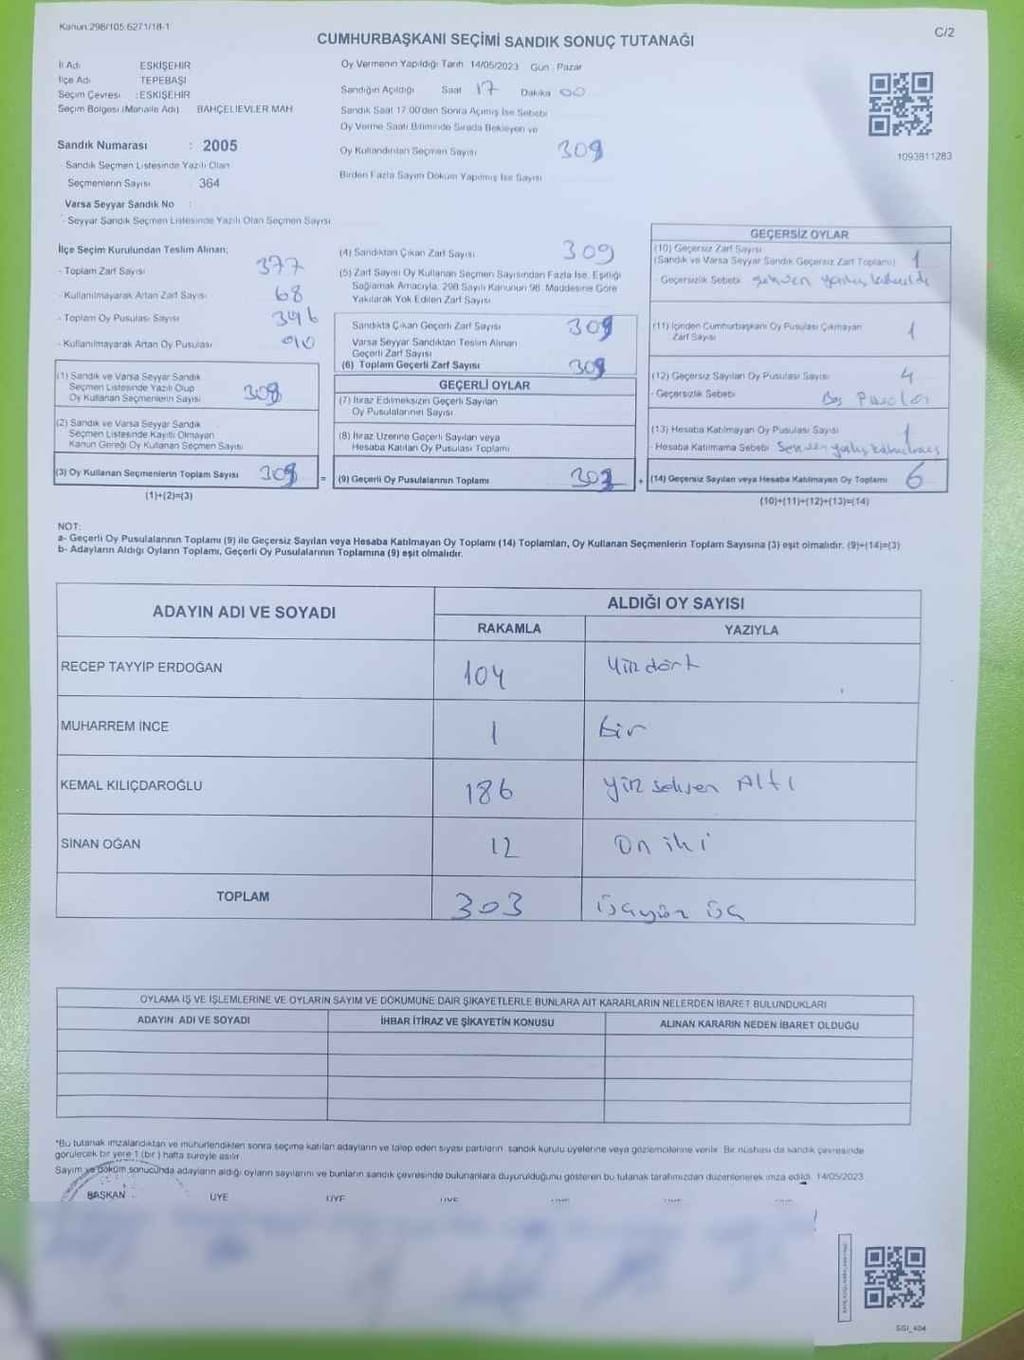 Kanun:298/105 6271/18-1
C/2
CUMHURBAŞKANI SEÇİMİ SANDIK SONUÇ TUTANAĞI
İl Adı ESKİŞEHİR
İlçe Adı TEPEBAŞI
Seçim Çevresi : ESKİŞEHİR
Seçim Bölgesi (Mahalle Adı) BAHÇELİEVLER MAH
Sandık Numarası : 2005
Sandık Seçmen Listesinde Yazılı Olan
Seçmenlerin Sayısı 364
Varsa Seyyar Sandık No
Seyyar Sandık Seçmen Listesinde Yazılı Olan Seçmen Sayısı
Oy Vermenin Yapıldığı Tarih 14/05/2023 Gün Pazar
Sandığın Açıldığı Saat 17 Dakika 00
Sandık Saat 17.00'den Sonra Açılmış İse Sebebi
Oy Verme Saati Bitiminde Sırada Bekleyen ve
Oy Kullandırılan Seçmen Sayısı 309
Birden Fazla Sayım Döküm Yapılmış İse Sayısı
1093811283
İlçe Seçim Kurulundan Teslim Alınan;
- Toplam Zarf Sayısı 377
- Kullanılmayarak Artan Zarf Sayısı 68
- Toplam Oy Pusulası Sayısı
- Kullanılmayarak Artan Oy Pusulası
(1) Sandık ve Varsa Seyyar Sandık
Seçmen Listesinde Yazılı Olup
Oy Kullanan Seçmenlerin Sayısı 309
(2) Sandık ve Varsa Seyyar Sandık
Seçmen Listesinde Kayıtlı Olmayan
Kanun Gereği Oy Kullanan Seçmen Sayısı
(3) Oy Kullanan Seçmenlerin Toplam Sayısı 309
(1)+(2)=(3)
(4) Sandıktan Çıkan Zarf Sayısı 309
(5) Zarf Sayısı Oy Kullanan Seçmen Sayısından Fazla İse, Eşitliği
Sağlamak Amacıyla, 298 Sayılı Kanunun 98. Maddesine Göre
Yakılarak Yok Edilen Zarf Sayısı
Sandıkta Çıkan Geçerli Zarf Sayısı 309
Varsa Seyyar Sandıktan Teslim Alınan
Geçerli Zarf Sayısı
(6) Toplam Geçerli Zarf Sayısı 309
GEÇERLİ OYLAR
(7) İtiraz Edilmeksizin Geçerli Sayılan
Oy Pusulalarının Sayısı
(8) İtiraz Üzerine Geçerli Sayılan veya
Hesaba Katılan Oy Pusulası Toplamı
= (9) Geçerli Oy Pusulalarının Toplamı 303
GEÇERSİZ OYLAR
(10) Geçersiz Zarf Sayısı
(Sandık ve Varsa Seyyar Sandık Geçersiz Zarf Toplamı) 1
Geçersizlik Sebebi
(11) İçinden Cumhurbaşkanı Oy Pusulası Çıkmayan
Zarf Sayısı 1
(12) Geçersiz Sayılan Oy Pusulası Sayısı 4
- Geçersizlik Sebebi Boş
(13) Hesaba Katılmayan Oy Pusulası Sayısı
- Hesaba Katılmama Sebebi
+ (14) Geçersiz Sayılan veya Hesaba Katılmayan Oy Toplamı 6
(10)+(11)+(12)+(13)=(14)
NOT:
a- Geçerli Oy Pusulalarının Toplamı (9) ile Geçersiz Sayılan veya Hesaba Katılmayan Oy Toplamı (14) Toplamları, Oy Kullanan Seçmenlerin Toplam Sayısına (3) eşit olmalıdır. (9)+(14)=(3)
b- Adayların Aldığı Oyların Toplamı, Geçerli Oy Pusulalarının Toplamına (9) eşit olmalıdır.
ADAYIN ADI VE SOYADI
ALDIĞI OY SAYISI
RAKAMLA YAZIYLA
RECEP TAYYİP ERDOĞAN 104 Yüz dört
MUHARREM İNCE 1 bir
KEMAL KILIÇDAROĞLU 186 yüz seksen Altı
SİNAN OĞAN 12 On iki
TOPLAM 303 üçyüz üç
OYLAMA İŞ VE İŞLEMLERİNE VE OYLARIN SAYIM VE DÖKÜMÜNE DAİR ŞİKAYETLERLE BUNLARA AİT KARARLARIN NELERDEN İBARET BULUNDUKLARI
ADAYIN ADI VE SOYADI İHBAR İTİRAZ VE ŞİKAYETİN KONUSU ALINAN KARARIN NEDEN İBARET OLDUĞU
*Bu tutanak imzalandıktan ve mühürlendikten sonra seçime katılan adayların ve talep eden siyasi partilerin sandık kurulu üyelerine veya gözlemcilerine verilir. Bir nüshası da sandık çevresinde
görülecek bir yere 1 (bir) hafta süreyle asılır
Sayım ve döküm sonucunda adayların aldığı oyların sayılarını ve bunların sandık çevresinde bulunanlara duyurulduğunu gösteren bu tutanak tarafımızdan düzenlenerek imza edildi. 14/05/2023
BAŞKAN ÜYE ÜYE ÜYE
SGI_404